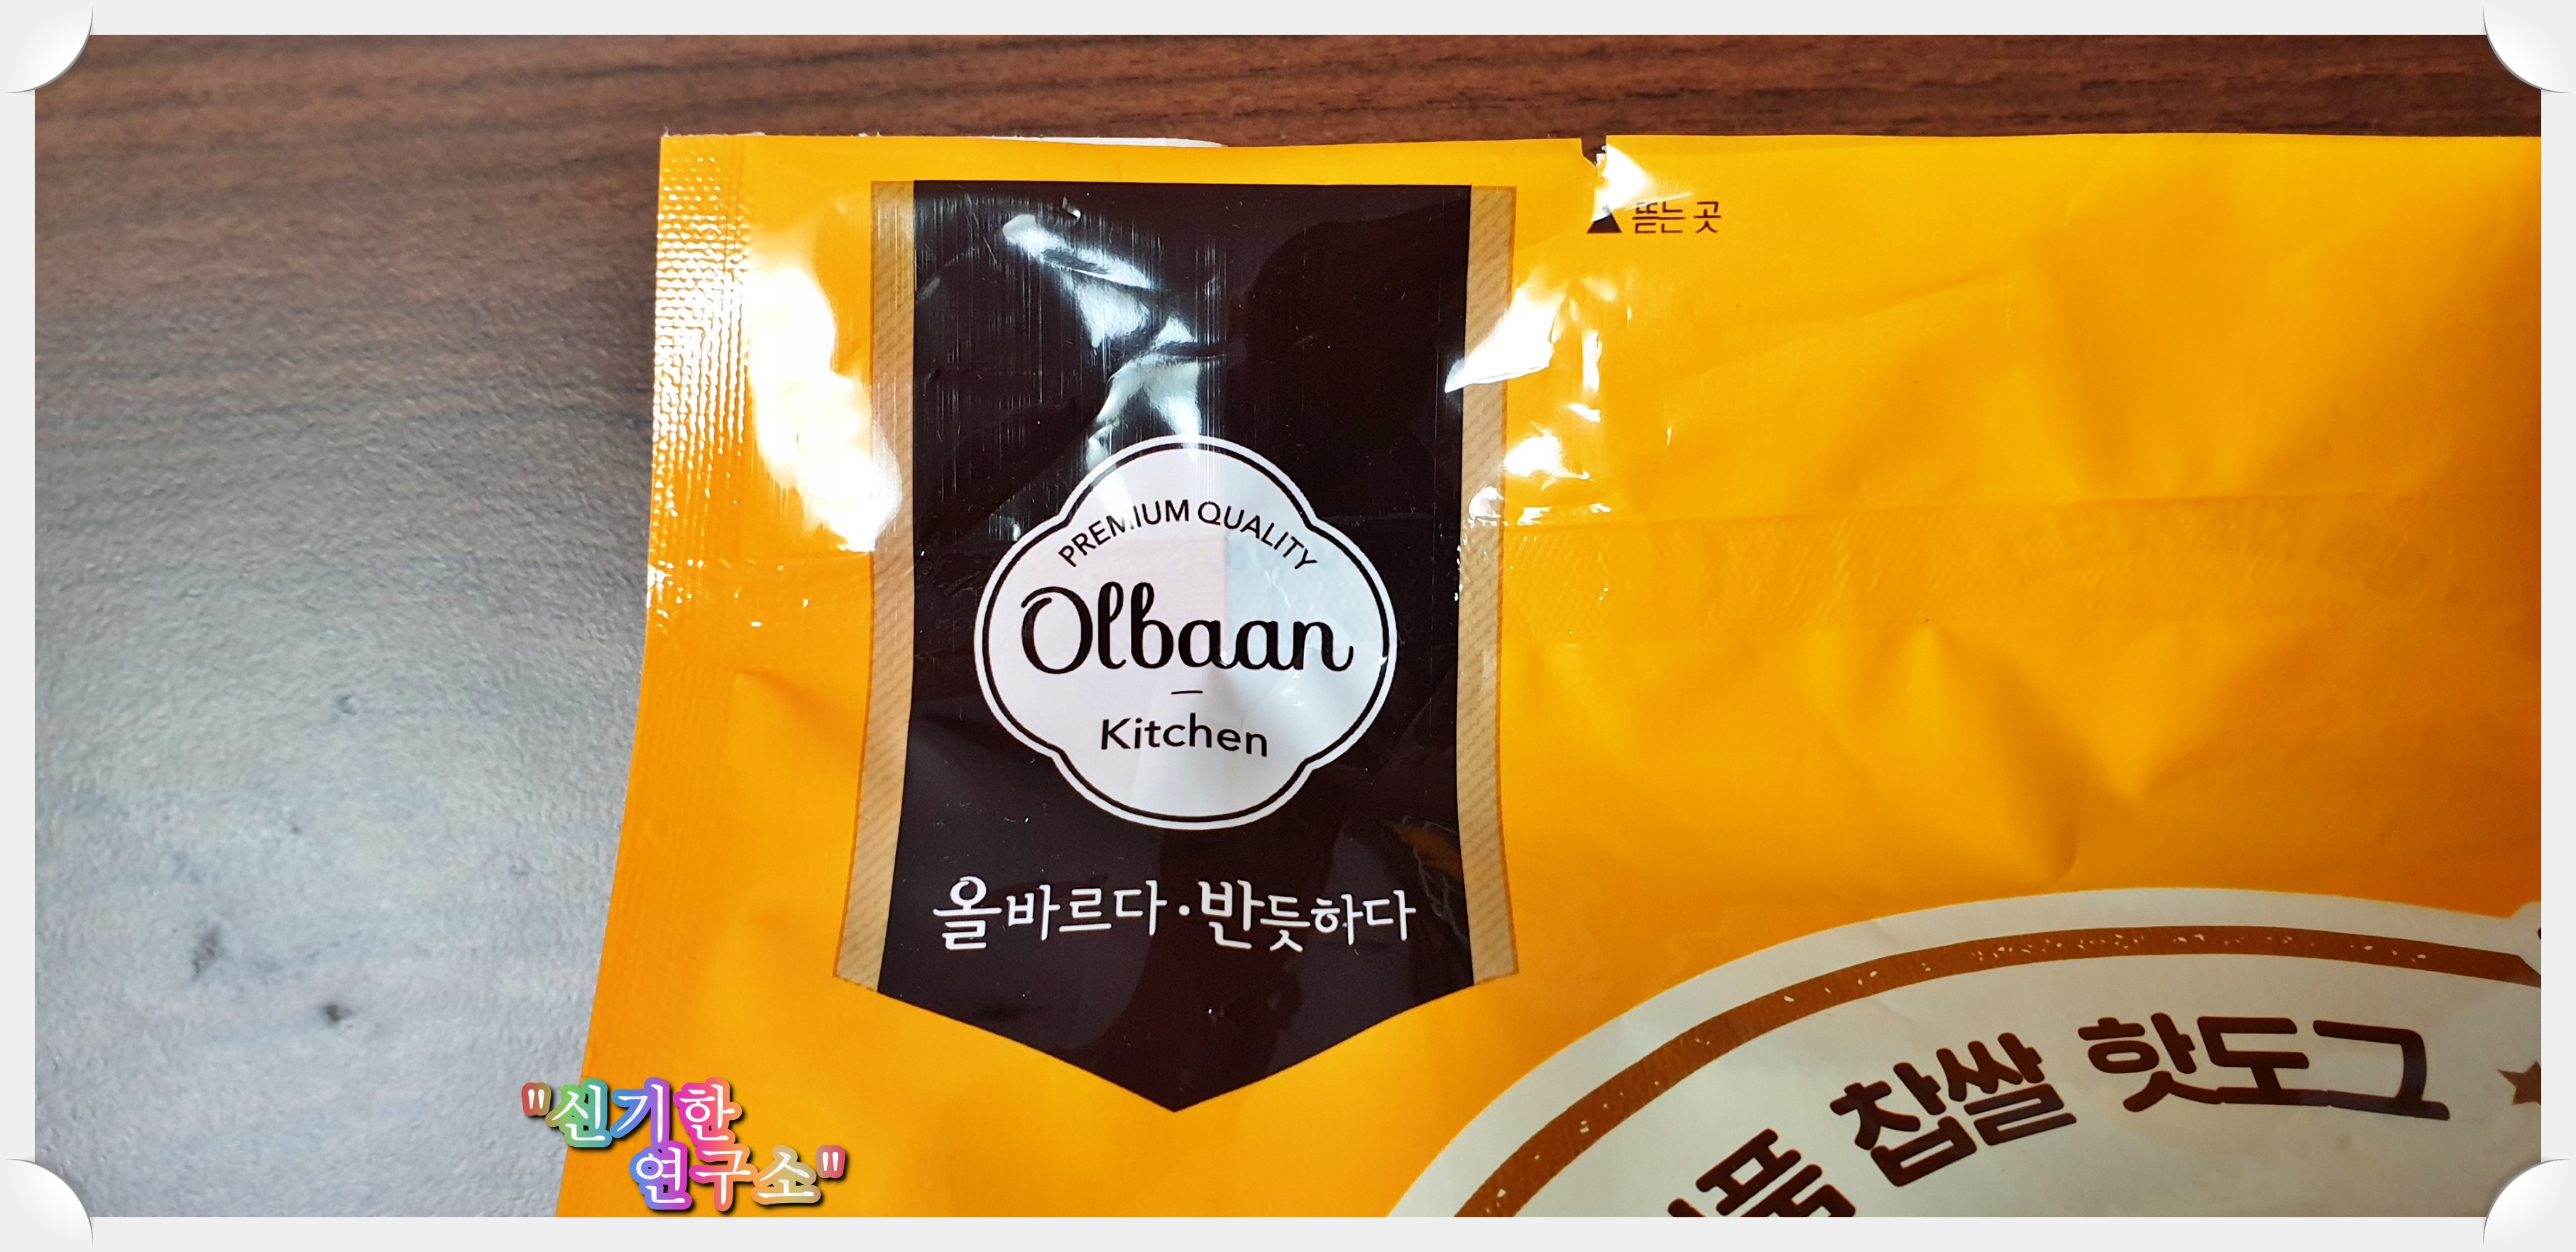 뜯는 곳
PREMIUM QUALITY
Olbaan
Kitchen
올바르다·반듯하다
찹쌀 핫도그
"신기한
연구소"